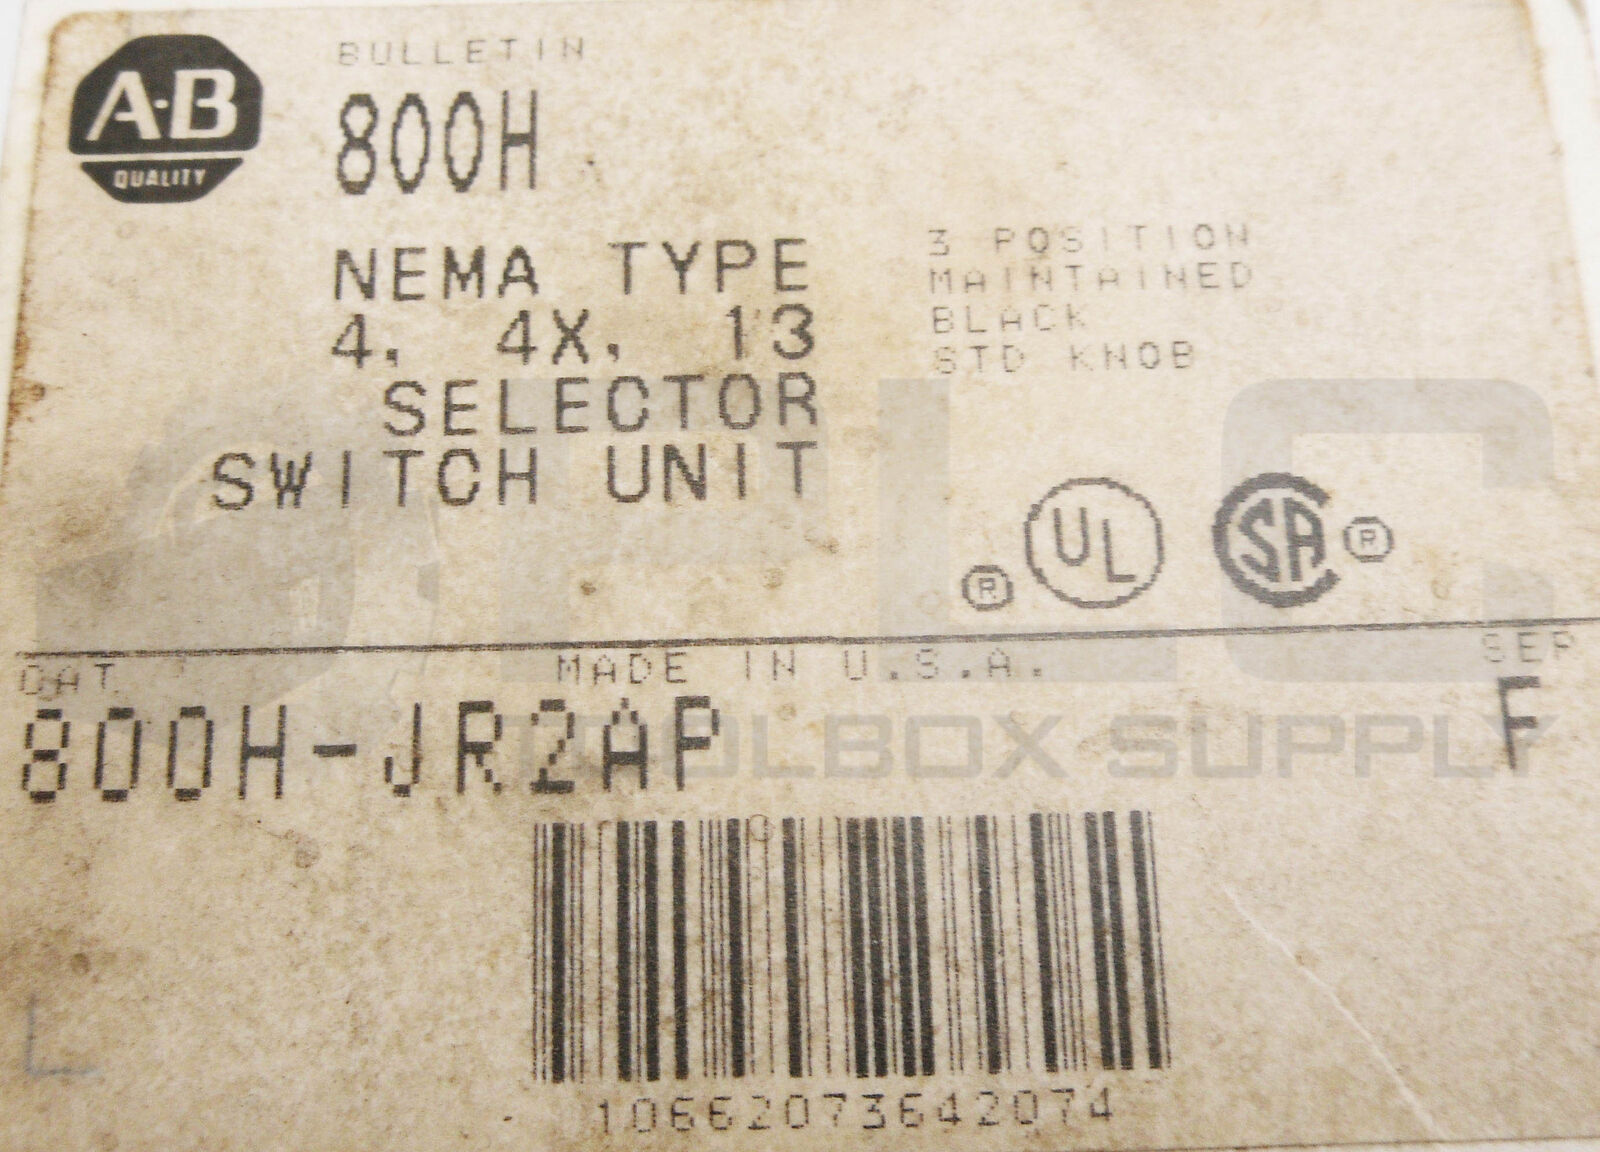 A-B
QUALITY
BULLETIN
800H
NEMA TYPE
4, 4X, 13
SELECTOR
SWITCH UNIT
3 POSITION
MAINTAINED
BLACK
STD KNOB
® UL SA ®
CAT
MADE IN U.S.A.
SER
800H-JR2AP
F
PLC
TOOLBOX SUPPLY
10662073642074